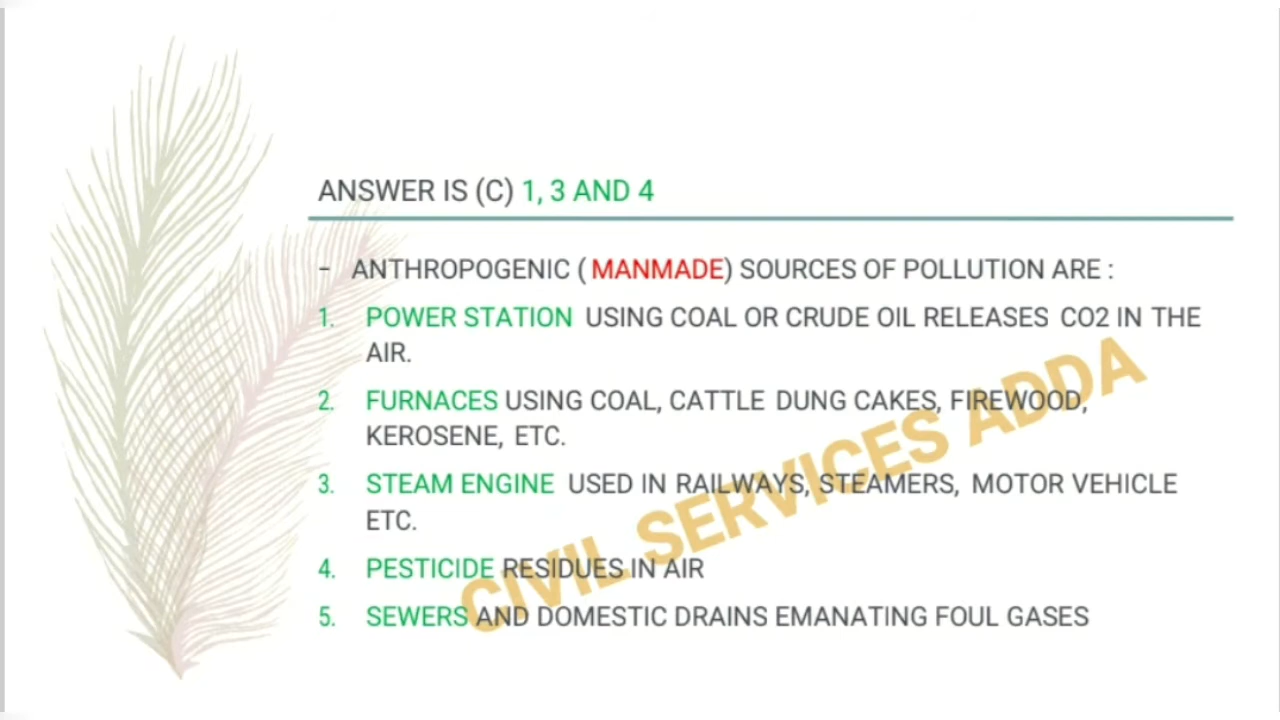 ANSWER IS (C) 1, 3 AND 4
- ANTHROPOGENIC ( MANMADE) SOURCES OF POLLUTION ARE :
1. POWER STATION USING COAL OR CRUDE OIL RELEASES CO2 IN THE
AIR.
2. FURNACES USING COAL, CATTLE DUNG CAKES, FIREWOOD,
KEROSENE, ETC.
3. STEAM ENGINE USED IN RAILWAYS, STEAMERS, MOTOR VEHICLE
ETC.
4. PESTICIDE RESIDUES IN AIR
5. SEWERS AND DOMESTIC DRAINS EMANATING FOUL GASES
CIVIL SERVICES ADDA